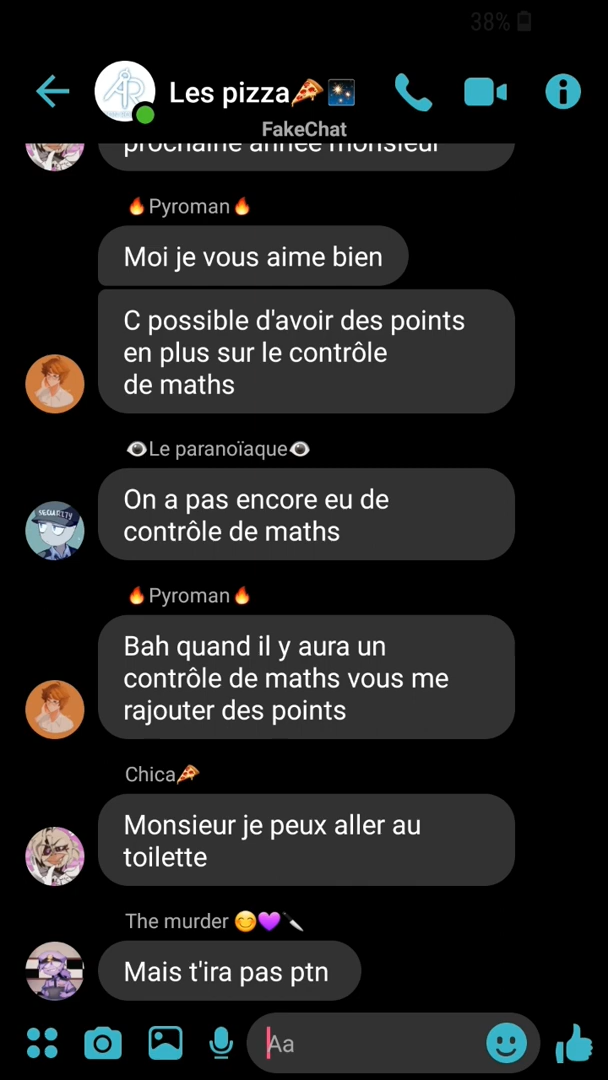 38%
Les pizza🍕🎇
FakeChat
prochaine année monsieur
🔥Pyroman🔥
Moi je vous aime bien
C possible d'avoir des points
en plus sur le contrôle
de maths
👁Le paranoïaque👁
On a pas encore eu de
contrôle de maths
SECURITY
🔥Pyroman🔥
Bah quand il y aura un
contrôle de maths vous me
rajouter des points
Chica🍕
Monsieur je peux aller au
toilette
The murder 😊💜🔪
Mais t'ira pas ptn
Aa